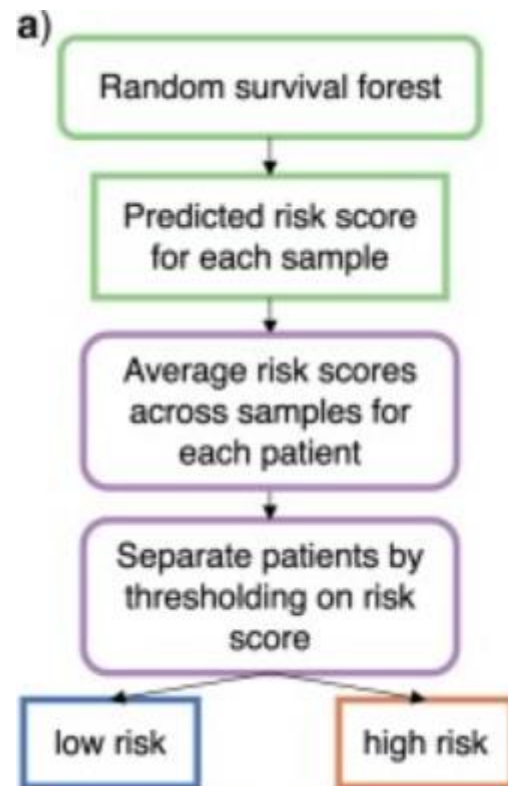 a)
Random survival forest
Predicted risk score
for each sample
Average risk scores
across samples for
each patient
Separate patients by
thresholding on risk
score
low risk
high risk